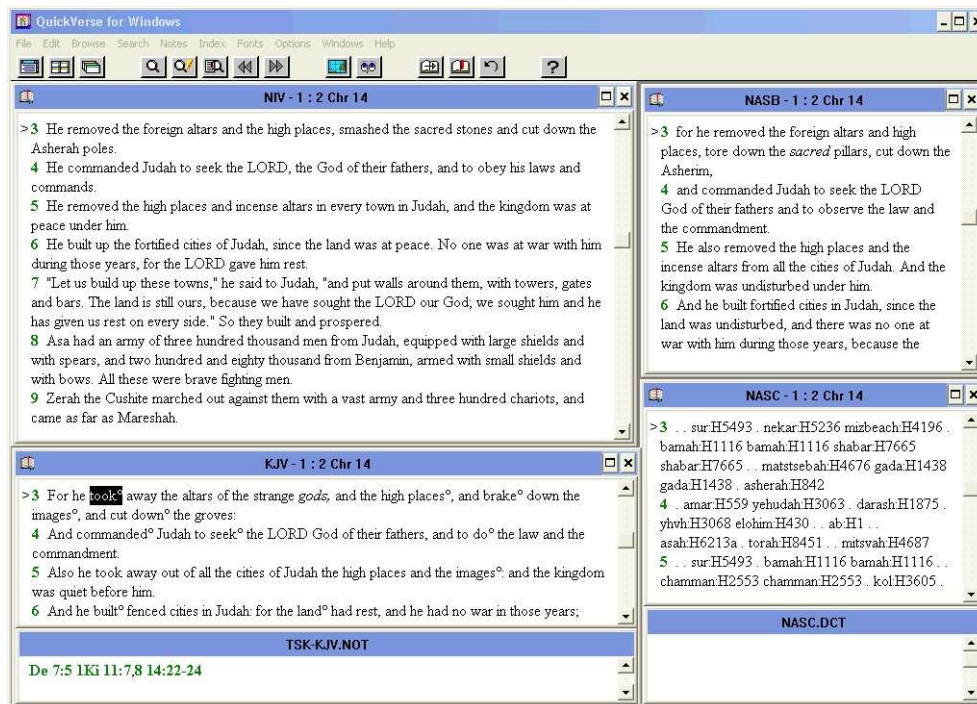 QuickVerse for Windows
File Edit Browse Search Notes Index Fonts Options Windows Help
NIV - 1 : 2 Chr 14
>3 He removed the foreign altars and the high places, smashed the sacred stones and cut down the
Asherah poles.
4 He commanded Judah to seek the LORD, the God of their fathers, and to obey his laws and
commands.
5 He removed the high places and incense altars in every town in Judah, and the kingdom was at
peace under him.
6 He built up the fortified cities of Judah, since the land was at peace. No one was at war with him
during those years, for the LORD gave him rest.
7 "Let us build up these towns," he said to Judah, "and put walls around them, with towers, gates
and bars. The land is still ours, because we have sought the LORD our God; we sought him and he
has given us rest on every side." So they built and prospered.
8 Asa had an army of three hundred thousand men from Judah, equipped with large shields and
with spears, and two hundred and eighty thousand from Benjamin, armed with small shields and
with bows. All these were brave fighting men.
9 Zerah the Cushite marched out against them with a vast army and three hundred chariots, and
came as far as Mareshah.
KJV - 1 : 2 Chr 14
>3 For he took° away the altars of the strange gods, and the high places°, and brake° down the
images°, and cut down° the groves:
4 And commanded° Judah to seek° the LORD God of their fathers, and to do° the law and the
commandment.
5 Also he took away out of all the cities of Judah the high places and the images°: and the kingdom
was quiet before him.
6 And he built° fenced cities in Judah: for the land° had rest, and he had no war in those years;
TSK-KJV.NOT
De 7:5 1Ki 11:7,8 14:22-24
NASB - 1 : 2 Chr 14
>3 for he removed the foreign altars and high
places, tore down the sacred pillars, cut down the
Asherim,
4 and commanded Judah to seek the LORD
God of their fathers and to observe the law and
the commandment.
5 He also removed the high places and the
incense altars from all the cities of Judah. And the
kingdom was undisturbed under him.
6 And he built fortified cities in Judah, since the
land was undisturbed, and there was no one at
war with him during those years, because the
NASC - 1 : 2 Chr 14
>3 . . sur:H5493 . nekar:H5236 mizbeach:H4196 .
bamah:H1116 bamah:H1116 shabar:H7665
shabar:H7665 . . matstsebah:H4676 gada:H1438
gada:H1438 . asherah:H842
4 . amar:H559 yehudah:H3063 . darash:H1875 .
yhvh:H3068 elohim:H430 . . ab:H1 . .
asah:H6213a . torah:H8451 . . mitsvah:H4687
5 . . sur:H5493 . bamah:H1116 bamah:H1116 . .
chamman:H2553 chamman:H2553 . kol:H3605 .
NASC.DCT